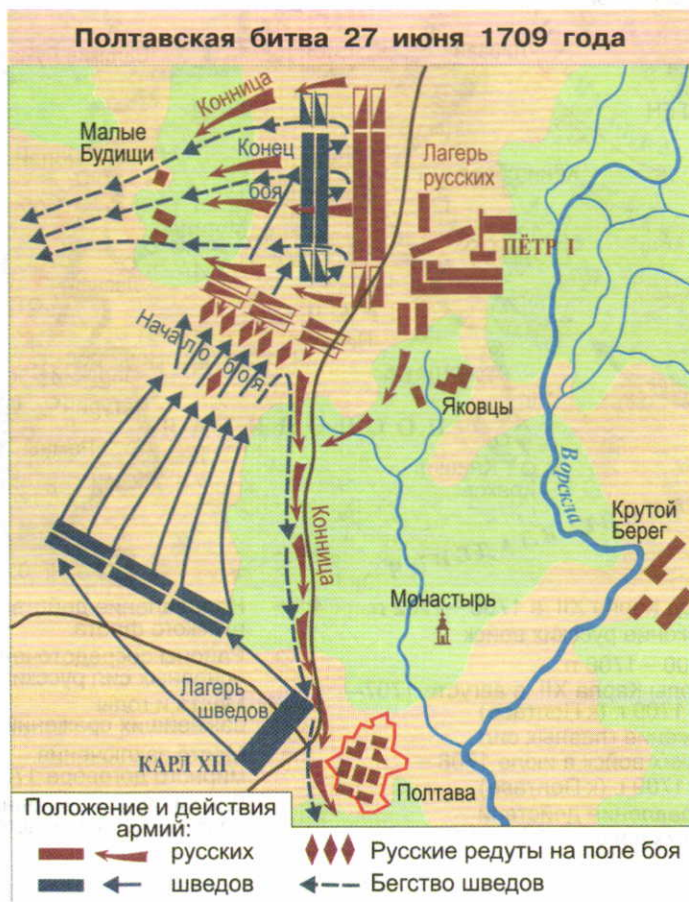 Полтавская битва 27 июня 1709 года
Конница
Малые
Будищи
Конец
боя
Лагерь
русских
ПЁТР I
Начало боя
Яковцы
Ворскла
Крутой
Берег
Конница
Монастырь
Лагерь
шведов
КАРЛ XII
Полтава
Положение и действия
армий:
русских
шведов
Русские редуты на поле боя
Бегство шведов